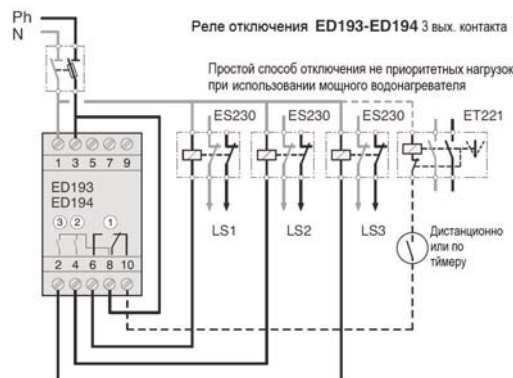 Ph
N
Реле отключения ED193-ED194 3 вых. контакта
Простой способ отключения не приоритетных нагрузок
при использовании мощного водонагревателя
ES230 ES230 ES230 ET221
1 3 5 7 9
ED193
ED194
3 2 1
2 4 6 8 10
LS1 LS2 LS3
Дистанционно
или по
тймеру